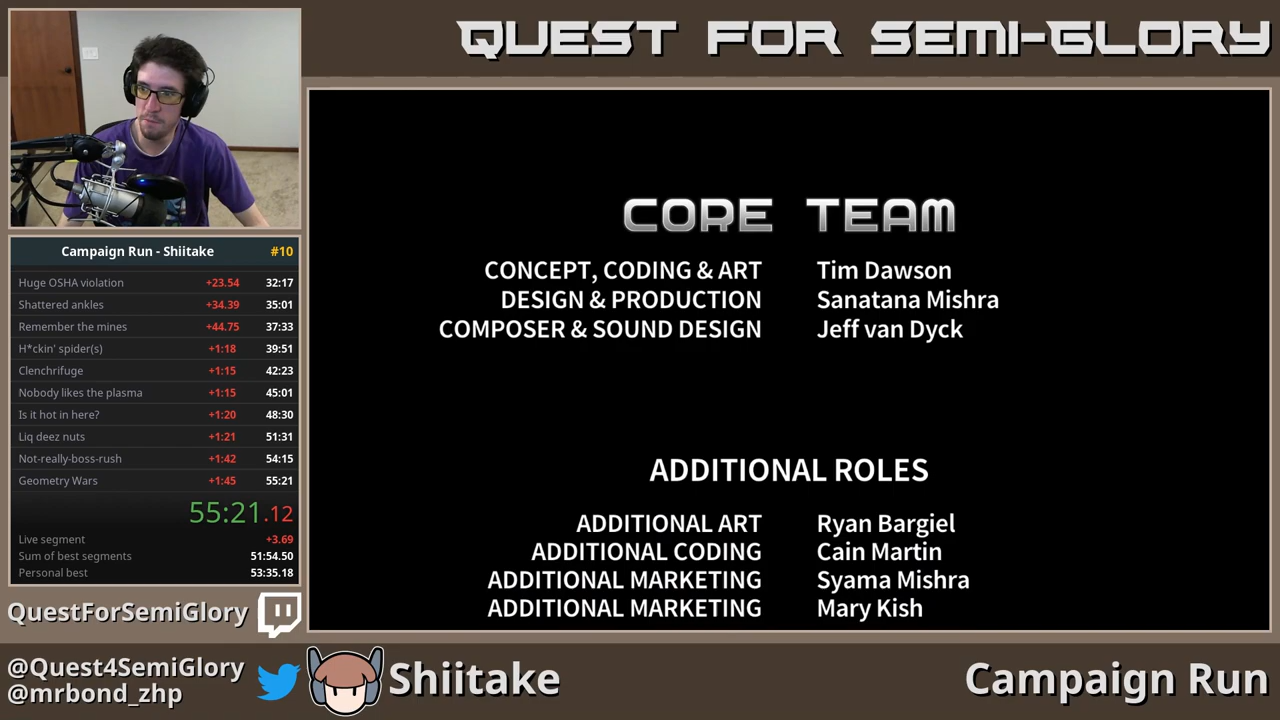 QUEST FOR SEMI-GLORY
Campaign Run - Shiitake #10
Huge OSHA violation +23.54 32:17
Shattered ankles +34.39 35:01
Remember the mines +44.75 37:33
H*ckin' spider(s) +1:18 39:51
Clenchrifuge +1:15 42:23
Nobody likes the plasma +1:15 45:01
Is it hot in here? +1:20 48:30
Liq deez nuts +1:21 51:31
Not-really-boss-rush +1:42 54:15
Geometry Wars +1:45 55:21
55:21.12
Live segment +3.69
Sum of best segments 51:54.50
Personal best 53:35.18
QuestForSemiGlory
@Quest4SemiGlory
@mrbond_zhp
CORE TEAM
CONCEPT, CODING & ART Tim Dawson
DESIGN & PRODUCTION Sanatana Mishra
COMPOSER & SOUND DESIGN Jeff van Dyck
ADDITIONAL ROLES
ADDITIONAL ART Ryan Bargiel
ADDITIONAL CODING Cain Martin
ADDITIONAL MARKETING Syama Mishra
ADDITIONAL MARKETING Mary Kish
Shiitake
Campaign Run